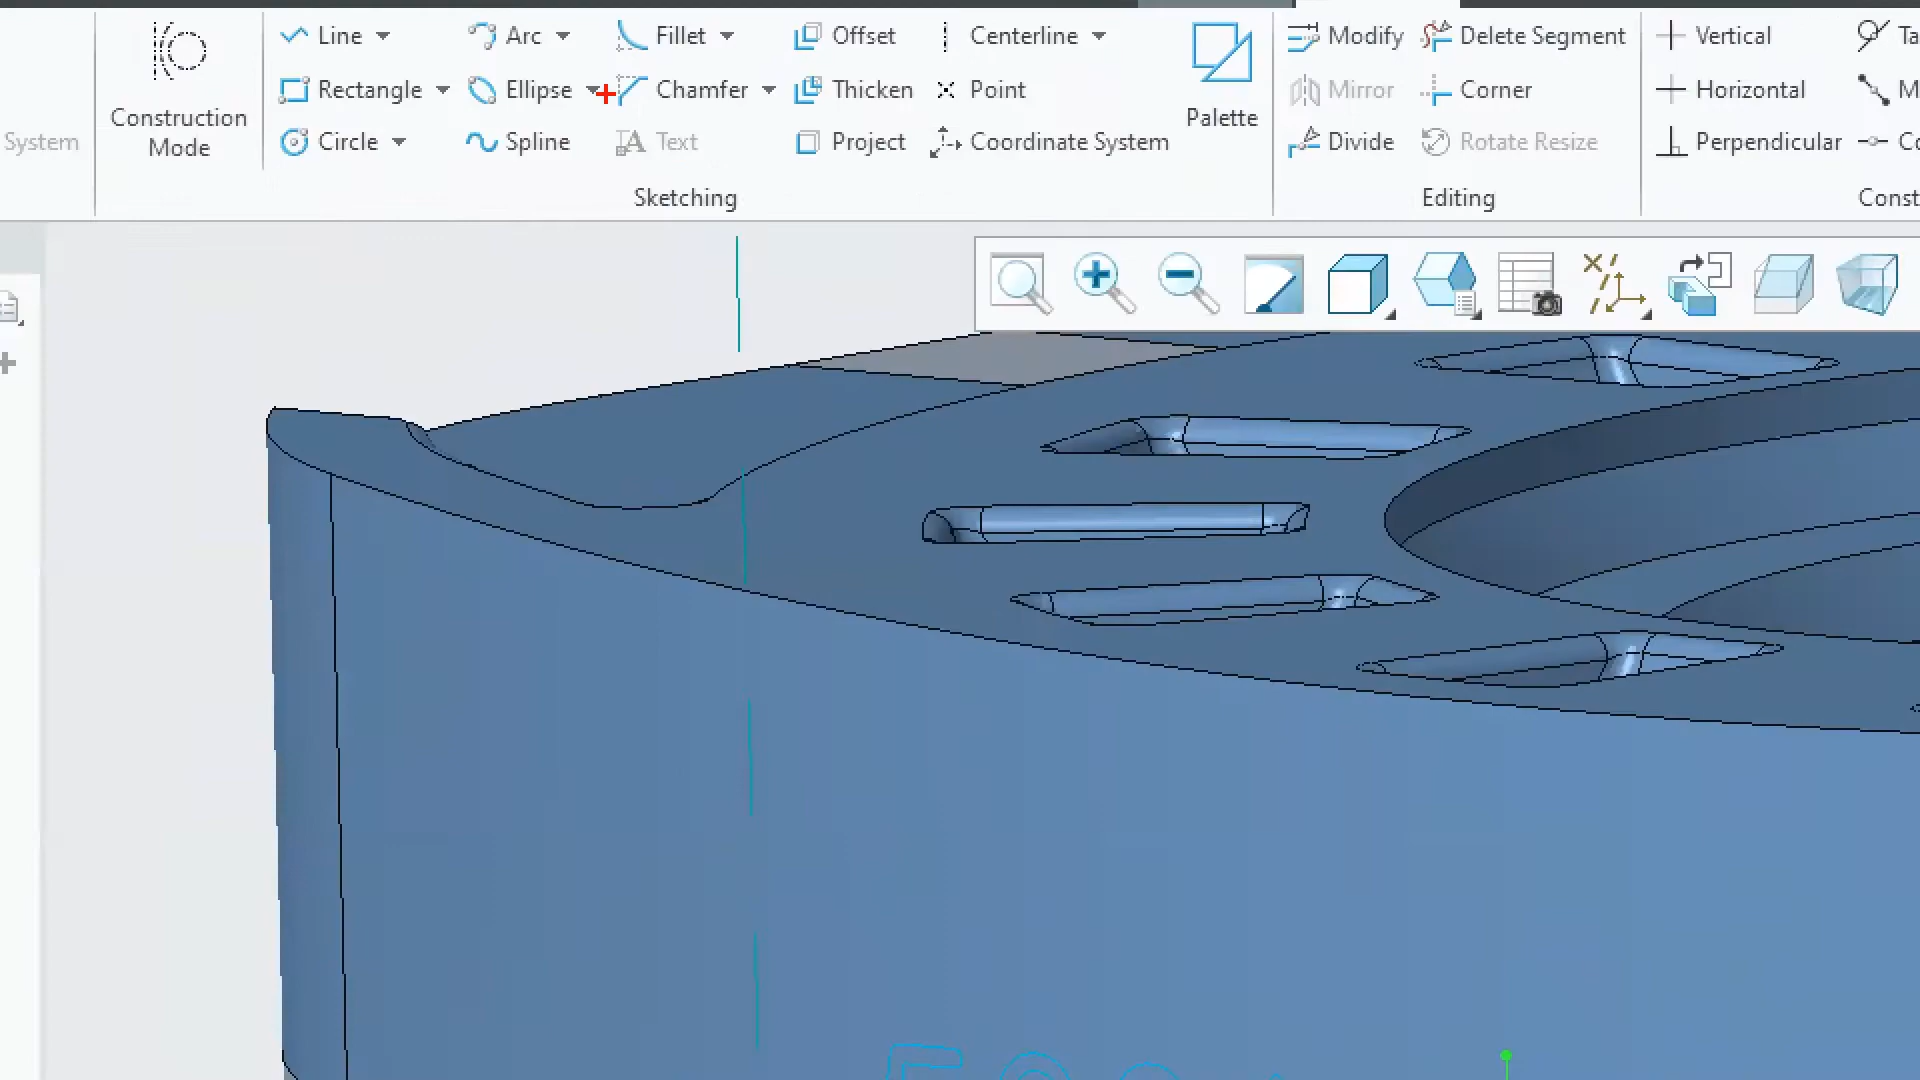 Line Arc Fillet Offset Centerline Modify Delete Segment Vertical
Construction Mode Rectangle Ellipse Chamfer Thicken Point Palette Mirror Corner Horizontal
System Circle Spline Text Project Coordinate System Divide Rotate Resize Perpendicular
Sketching Editing